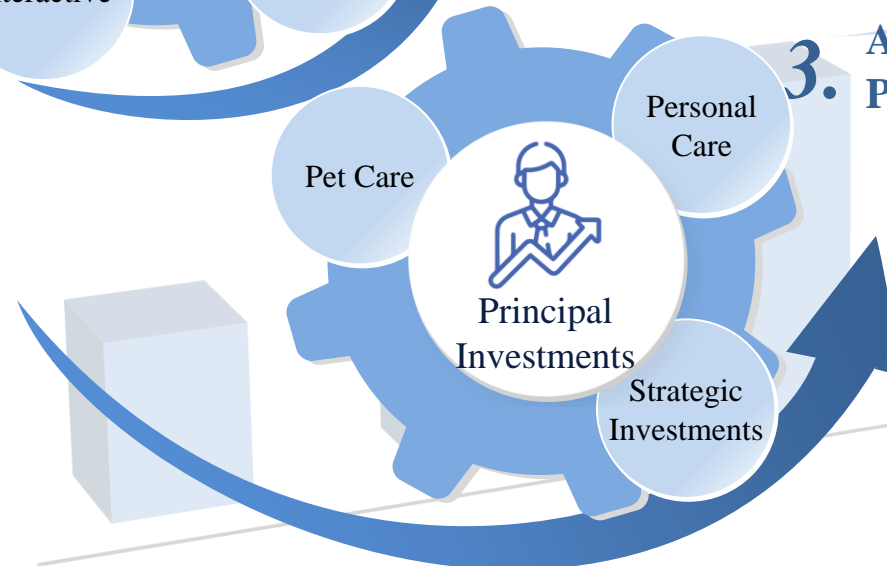 3.
Personal
Care
Pet Care
Principal
Investments
Strategic
Investments